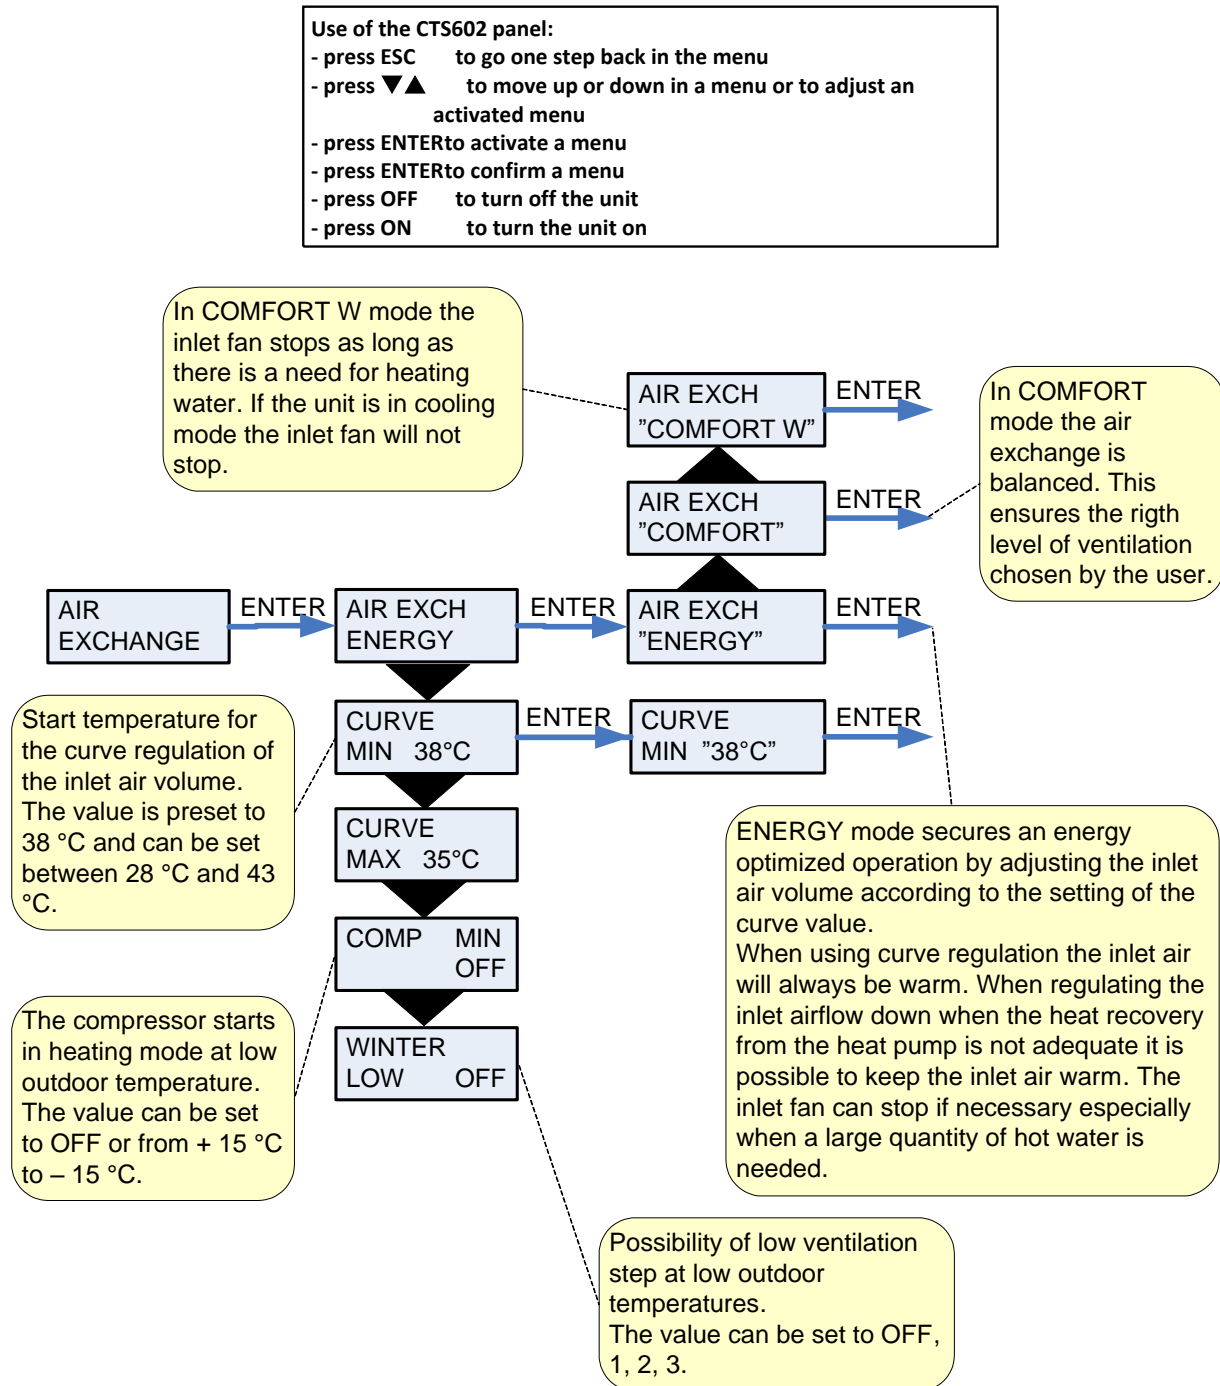 Use of the CTS602 panel:
- press ESC to go one step back in the menu
- press ▼▲ to move up or down in a menu or to adjust an
activated menu
- press ENTERto activate a menu
- press ENTERto confirm a menu
- press OFF to turn off the unit
- press ON to turn the unit on
In COMFORT W mode the
inlet fan stops as long as
there is a need for heating
water. If the unit is in cooling
mode the inlet fan will not
stop.
AIR EXCH
”COMFORT W”
ENTER
In COMFORT
mode the air
exchange is
balanced. This
ensures the rigth
level of ventilation
chosen by the user.
AIR EXCH
”COMFORT”
ENTER
AIR
EXCHANGE
ENTER
AIR EXCH
ENERGY
ENTER
AIR EXCH
”ENERGY”
ENTER
Start temperature for
the curve regulation of
the inlet air volume.
The value is preset to
38 °C and can be set
between 28 °C and 43
°C.
CURVE
MIN 38°C
ENTER
CURVE
MIN ”38°C”
ENTER
CURVE
MAX 35°C
ENERGY mode secures an energy
optimized operation by adjusting the inlet
air volume according to the setting of the
curve value.
When using curve regulation the inlet air
will always be warm. When regulating the
inlet airflow down when the heat recovery
from the heat pump is not adequate it is
possible to keep the inlet air warm. The
inlet fan can stop if necessary especially
when a large quantity of hot water is
needed.
COMP MIN
OFF
The compressor starts
in heating mode at low
outdoor temperature.
The value can be set
to OFF or from + 15 °C
to – 15 °C.
WINTER
LOW OFF
Possibility of low ventilation
step at low outdoor
temperatures.
The value can be set to OFF,
1, 2, 3.